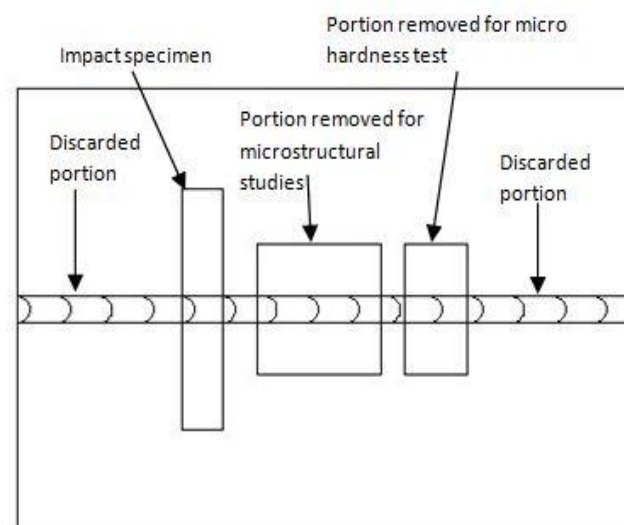 Portion removed for micro
hardness test
Impact specimen
Portion removed for
microstructural
studies
Discarded
portion
Discarded
portion